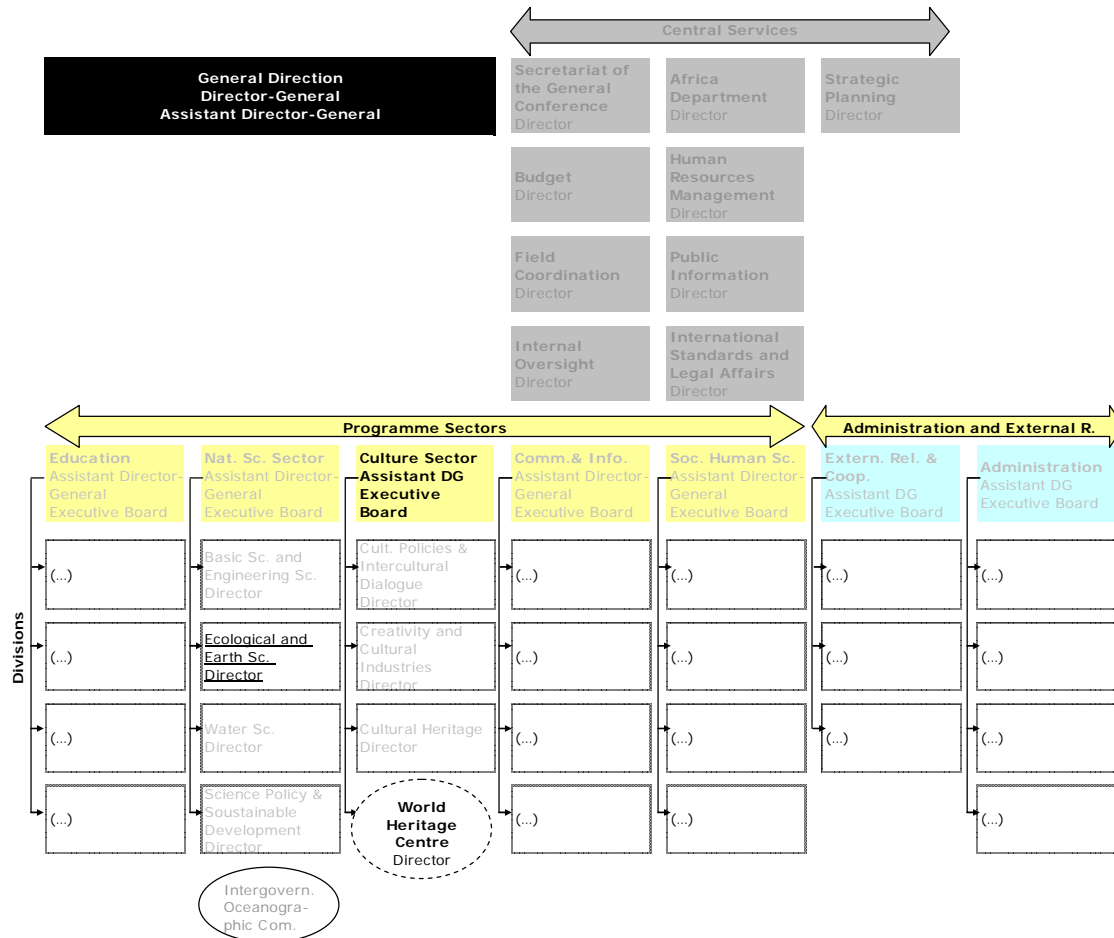 Central Services
General Direction
Director-General
Assistant Director-General
Secretariat of
the General
Conference
Director
Africa
Department
Director
Strategic
Planning
Director
Budget
Director
Human
Resources
Management
Director
Field
Coordination
Director
Public
Information
Director
Internal
Oversight
Director
International
Standards and
Legal Affairs
Director
Programme Sectors
Administration and External R.
Education
Assistant Director-
General
Executive Board
Nat. Sc. Sector
Assistant Director-
General
Executive Board
Culture Sector
Assistant DG
Executive
Board
Comm.& Info.
Assistant Director-
General
Executive Board
Soc. Human Sc.
Assistant Director-
General
Executive Board
Extern. Rel. &
Coop.
Assistant DG
Executive Board
Administration
Assistant DG
Executive Board
Divisions
(...)
Basic Sc. and
Engineering Sc.
Director
Cult. Policies &
Intercultural
Dialogue
Director
(...)
(...)
(...)
(...)
(...)
Ecological and
Earth Sc.
Director
Creativity and
Cultural
Industries
Director
(...)
(...)
(...)
(...)
(...)
Water Sc.
Director
Cultural Heritage
Director
(...)
(...)
(...)
(...)
(...)
Science Policy &
Soustainable
Development
Director
World
Heritage
Centre
Director
(...)
(...)
(...)
Intergovern.
Oceanogra-
phic Com.